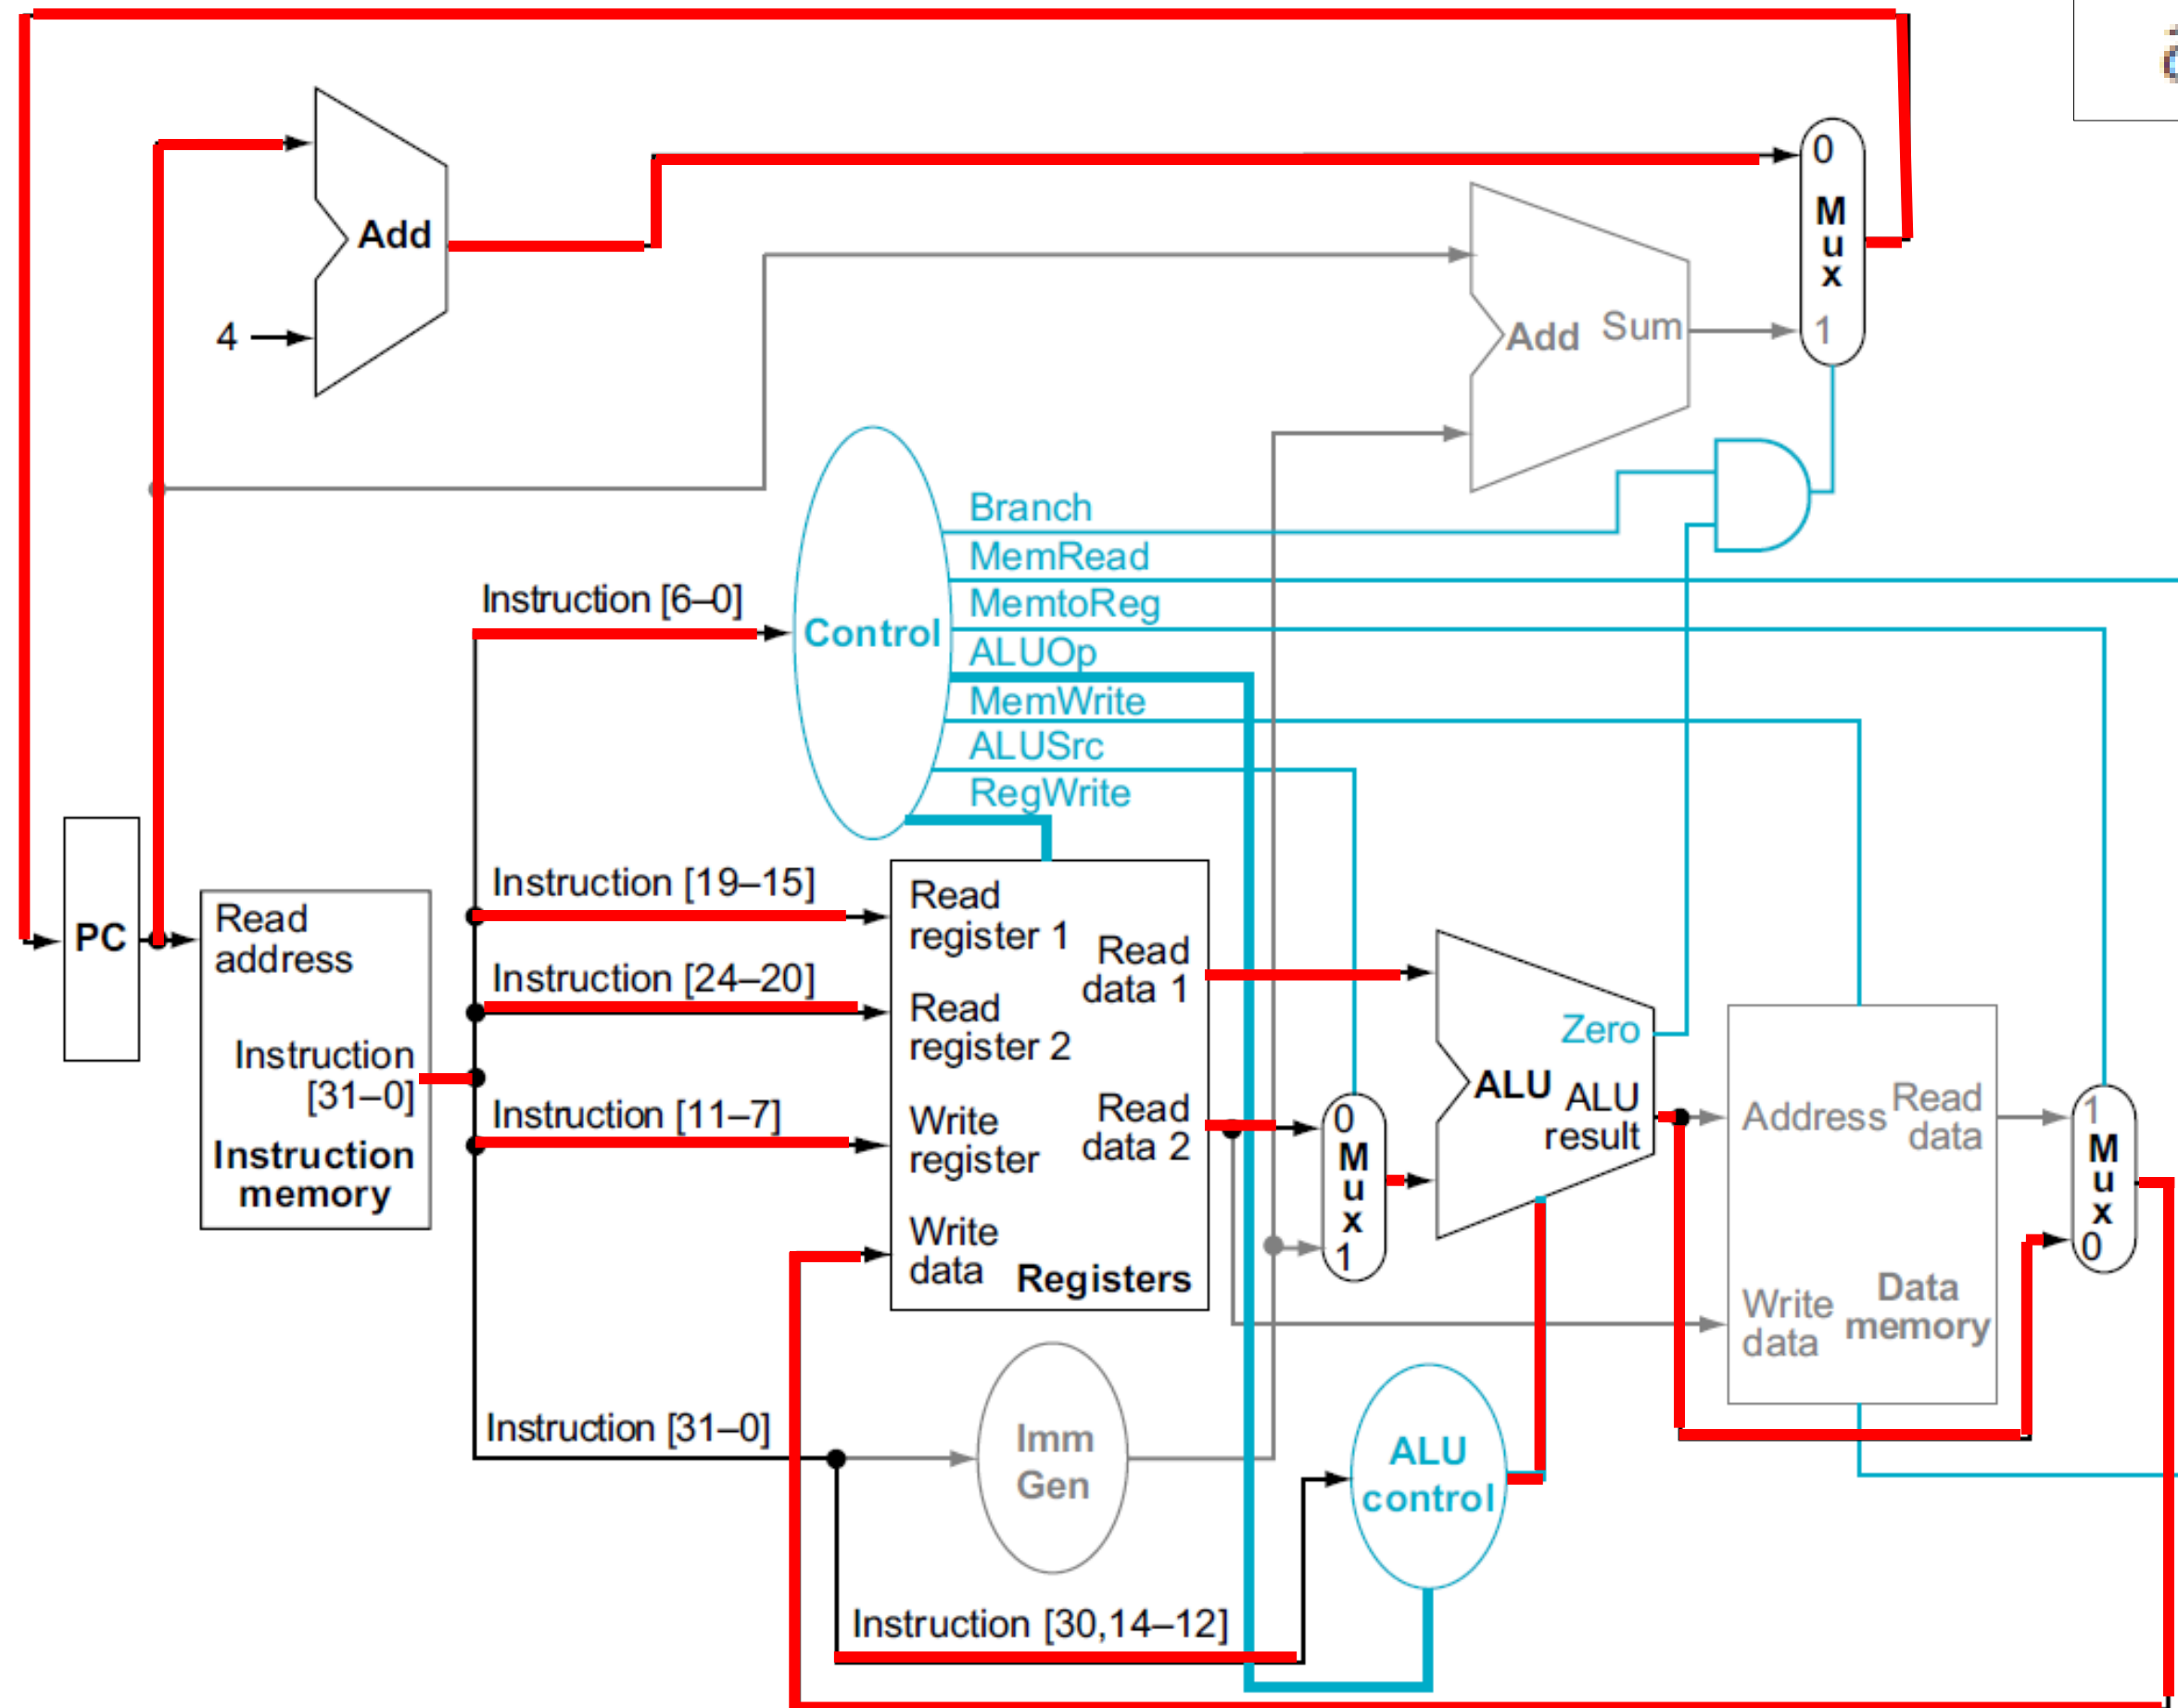 0
M
u
x
1
Add
4
Add Sum
Branch
MemRead
MemtoReg
ALUOp
MemWrite
ALUSrc
RegWrite
Instruction [6–0]
Control
Instruction [19–15]
Instruction [24–20]
Instruction [11–7]
PC
Read
address
Instruction
[31–0]
Instruction
memory
Read
register 1
Read
register 2
Write
register
Write
data
Read
data 1
Read
data 2
Registers
0
M
u
x
1
Zero
ALU
ALU
result
Address
Read
data
Write
data
Data
memory
1
M
u
x
0
Instruction [31–0]
Imm
Gen
ALU
control
Instruction [30,14–12]